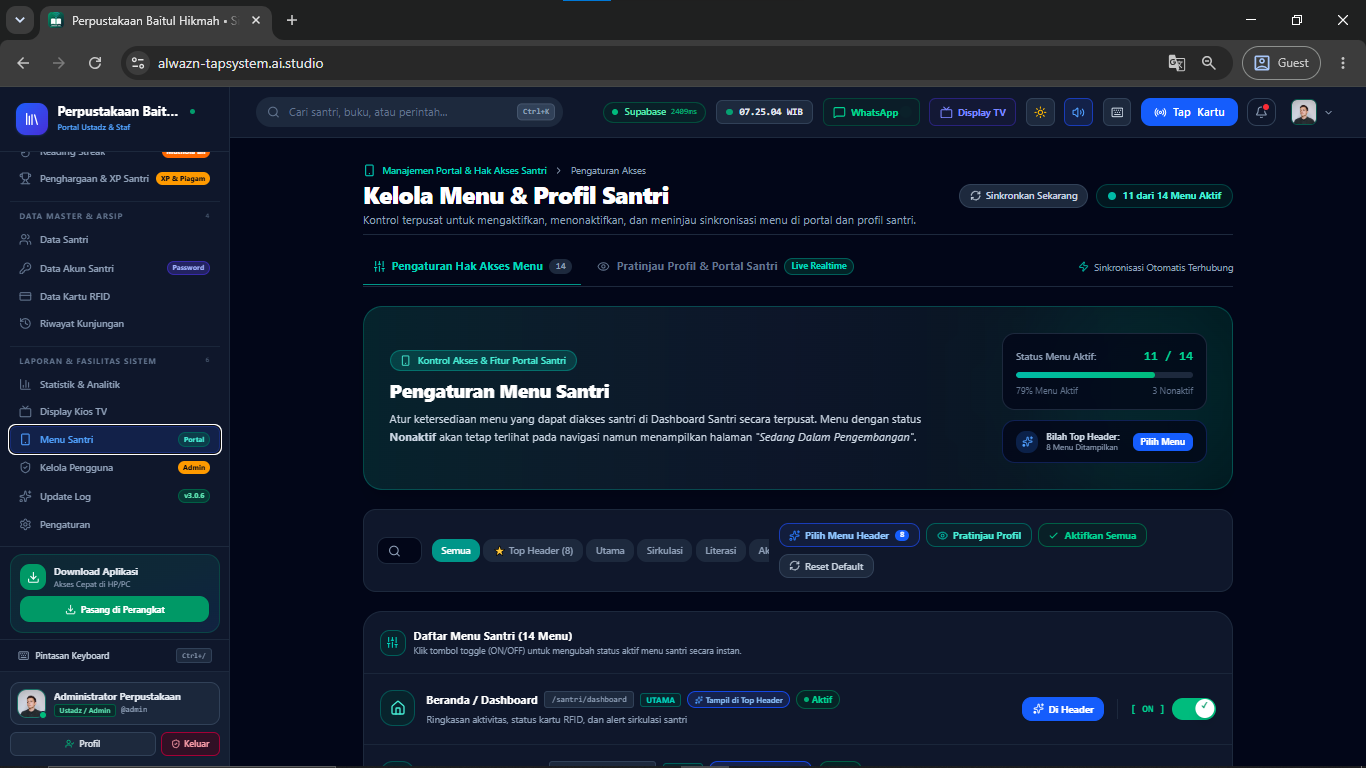 Perpustakaan Baitul Hikmah • S
alwazn-tapsystem.ai.studio
Guest
Perpustakaan Bait...
Portal Ustadz & Staf
Cari santri, buku, atau perintah...
Ctrl+K
Supabase 2409ms
07.25.04 WIB
WhatsApp
Display TV
Tap Kartu
Reading Streak
Penghargaan & XP Santri
XP & Piagam
DATA MASTER & ARSIP
4
Data Santri
Data Akun Santri
Password
Data Kartu RFID
Riwayat Kunjungan
LAPORAN & FASILITAS SISTEM
6
Statistik & Analitik
Display Kios TV
Menu Santri
Portal
Kelola Pengguna
Admin
Update Log
v3.0.6
Pengaturan
Download Aplikasi
Akses Cepat di HP/PC
Pasang di Perangkat
Pintasan Keyboard
Ctrl+/
Administrator Perpustakaan
Ustadz / Admin
@admin
Profil
Keluar
Manajemen Portal & Hak Akses Santri > Pengaturan Akses
Kelola Menu & Profil Santri
Kontrol terpisah untuk mengaktifkan, menonaktifkan, dan meninjau sinkronisasi menu di portal dan profil santri.
Sinkronkan Sekarang
11 dari 14 Menu Aktif
Pengaturan Hak Akses Menu 14
Pratinjau Profil & Portal Santri
Live Realtime
Sinkronisasi Otomatis Terhubung
Kontrol Akses & Fitur Portal Santri
Pengaturan Menu Santri
Atur ketersediaan menu yang dapat diakses santri di Dashboard Santri secara terpusat. Menu dengan status
Nonaktif akan tetap terlihat pada navigasi namun menampilkan halaman "Sedang Dalam Pengembangan".
Status Menu Aktif:
11 / 14
79% Menu Aktif
3 Nonaktif
Bilah Top Header:
8 Menu Ditampilkan
Pilih Menu
Semua
Top Header (8)
Utama
Sirkulasi
Literasi
Pilih Menu Header 8
Pratinjau Profil
Aktifkan Semua
Reset Default
Daftar Menu Santri (14 Menu)
Klik tombol toggle (ON/OFF) untuk mengubah status aktif menu santri secara instan.
Beranda / Dashboard
/santri/dashboard
UTAMA
Tampil di Top Header
Aktif
Ringkasan aktivitas, status kartu RFID, dan alert sirkulasi santri
Di Header
[ ON ]